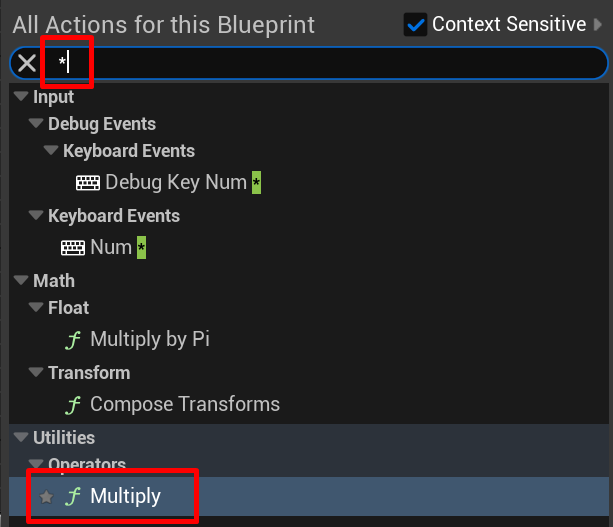 All Actions for this Blueprint Context Sensitive
*
Input
Debug Events
Keyboard Events
Debug Key Num *
Keyboard Events
Num *
Math
Float
f Multiply by Pi
Transform
f Compose Transforms
Utilities
Operators
f Multiply